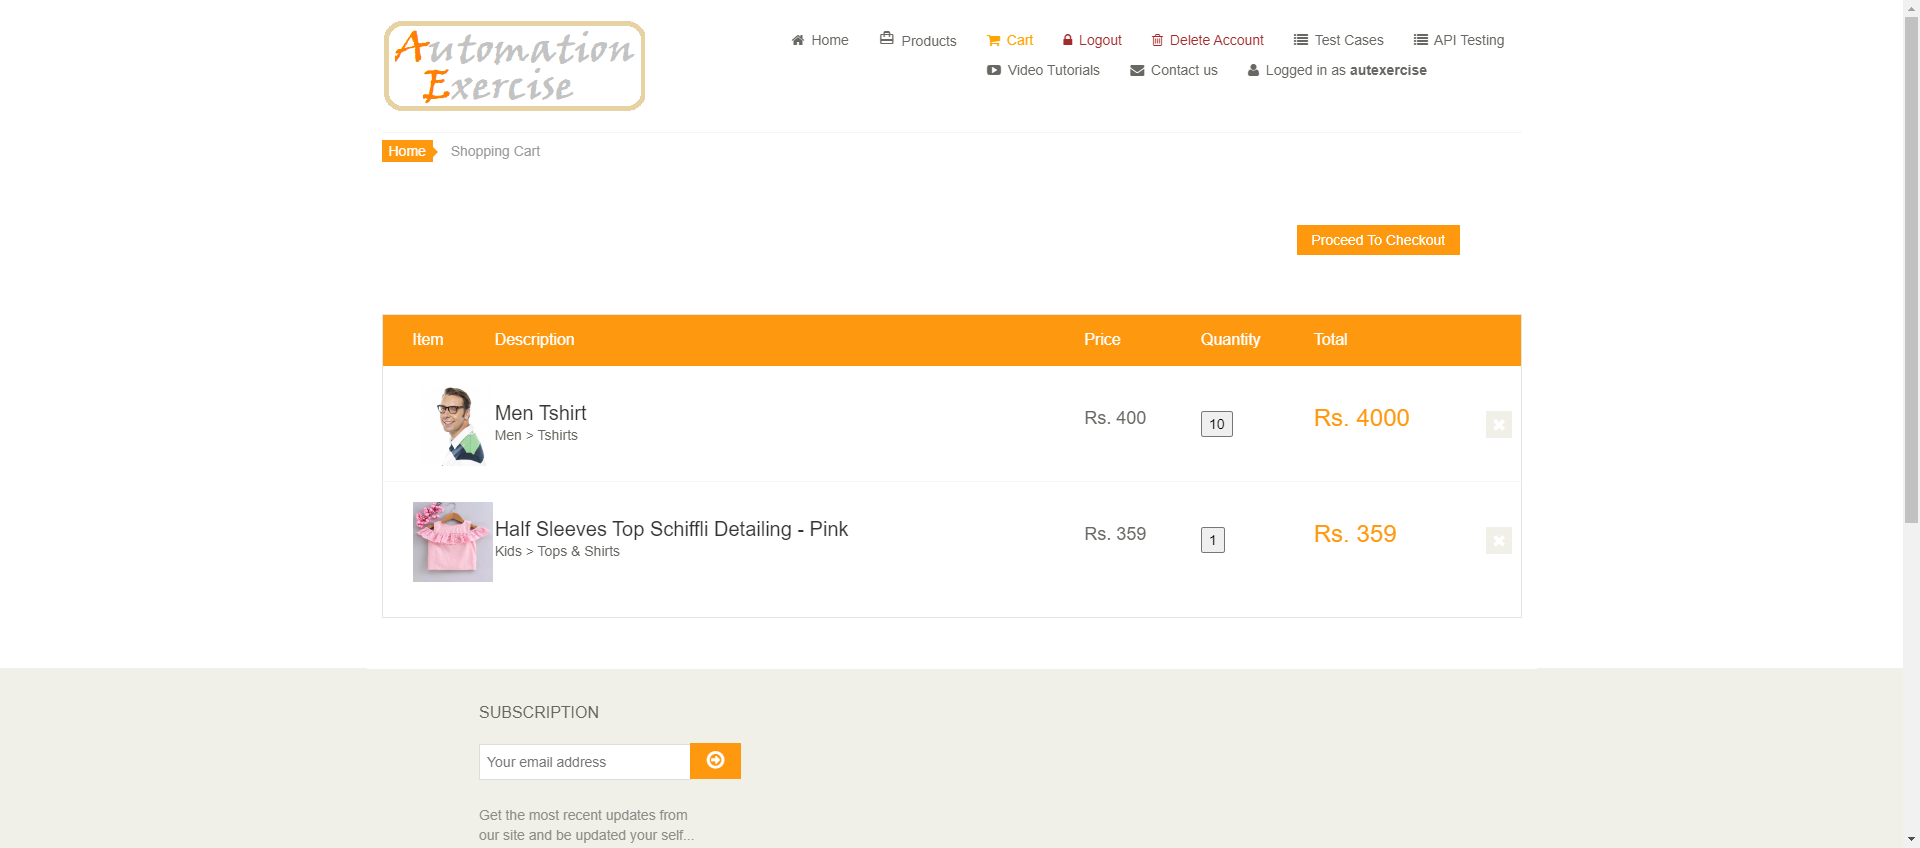 Automation
Exercise
Home Products Cart Logout Delete Account Test Cases API Testing
Video Tutorials Contact us Logged in as autexercise
Home Shopping Cart
Proceed To Checkout
Item Description Price Quantity Total
Men Tshirt Rs. 400 10 Rs. 4000
Men > Tshirts
Half Sleeves Top Schiffli Detailing - Pink Rs. 359 1 Rs. 359
Kids > Tops & Shirts
SUBSCRIPTION
Your email address
Get the most recent updates from
our site and be updated your self...